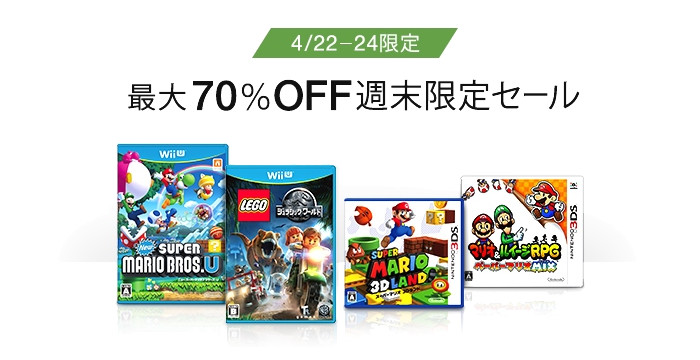 4/22-24限定
最大70%OFF週末限定セール
Wii U
New SUPER
MARIO BROS. U
Wii U
LEGO
ジュラシック・ワールド
SUPER
MARIO
3D LAND
スーパーマリオ 3Dランド
NINTENDO 3DS
マリオ&ルイージRPG
ペーパーマリオMIX
Nintendo
NINTENDO 3DS